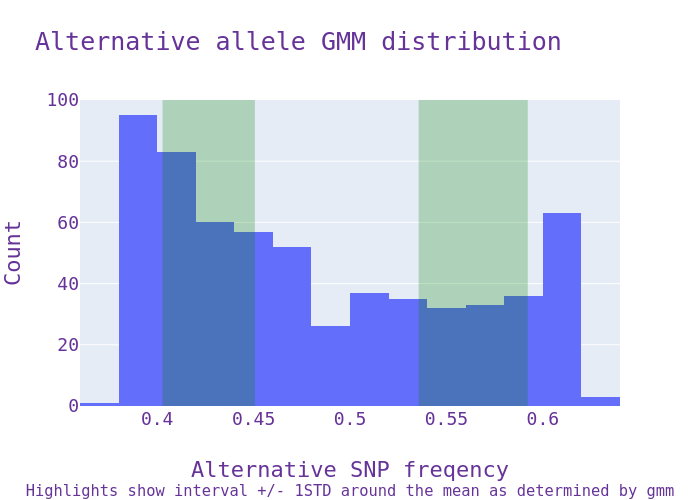 Alternative allele GMM distribution
100
80
60
40
20
0
Count
0.4
0.45
0.5
0.55
0.6
Alternative SNP freqency
Highlights show interval +/- 1STD around the mean as determined by gmm